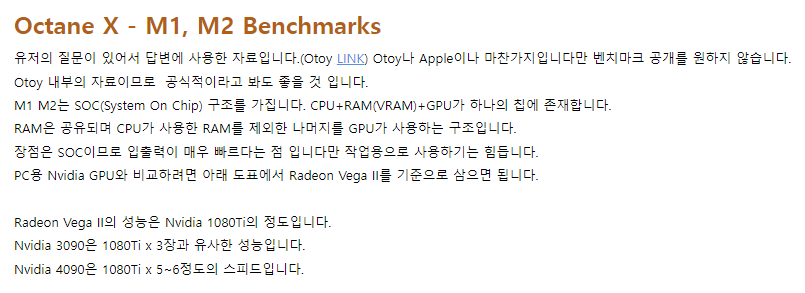 Octane X - M1, M2 Benchmarks
유저의 질문이 있어서 답변에 사용한 자료입니다.(Otoy LINK) Otoy나 Apple이나 마찬가지입니다만 벤치마크 공개를 원하지 않습니다.
Otoy 내부의 자료이므로  공식적이라고 봐도 좋을 것 입니다.
M1 M2는 SOC(System On Chip) 구조를 가집니다. CPU+RAM(VRAM)+GPU가 하나의 칩에 존재합니다.
RAM은 공유되며 CPU가 사용한 RAM를 제외한 나머지를 GPU가 사용하는 구조입니다.
장점은 SOC이므로 입출력이 매우 빠르다는 점 입니다만 작업용으로 사용하기는 힘듭니다.
PC용 Nvidia GPU와 비교하려면 아래 도표에서 Radeon Vega II를 기준으로 삼으면 됩니다.
Radeon Vega II의 성능은 Nvidia 1080Ti의 정도입니다.
Nvidia 3090은 1080Ti x 3장과 유사한 성능입니다.
Nvidia 4090은 1080Ti x 5~6정도의 스피드입니다.